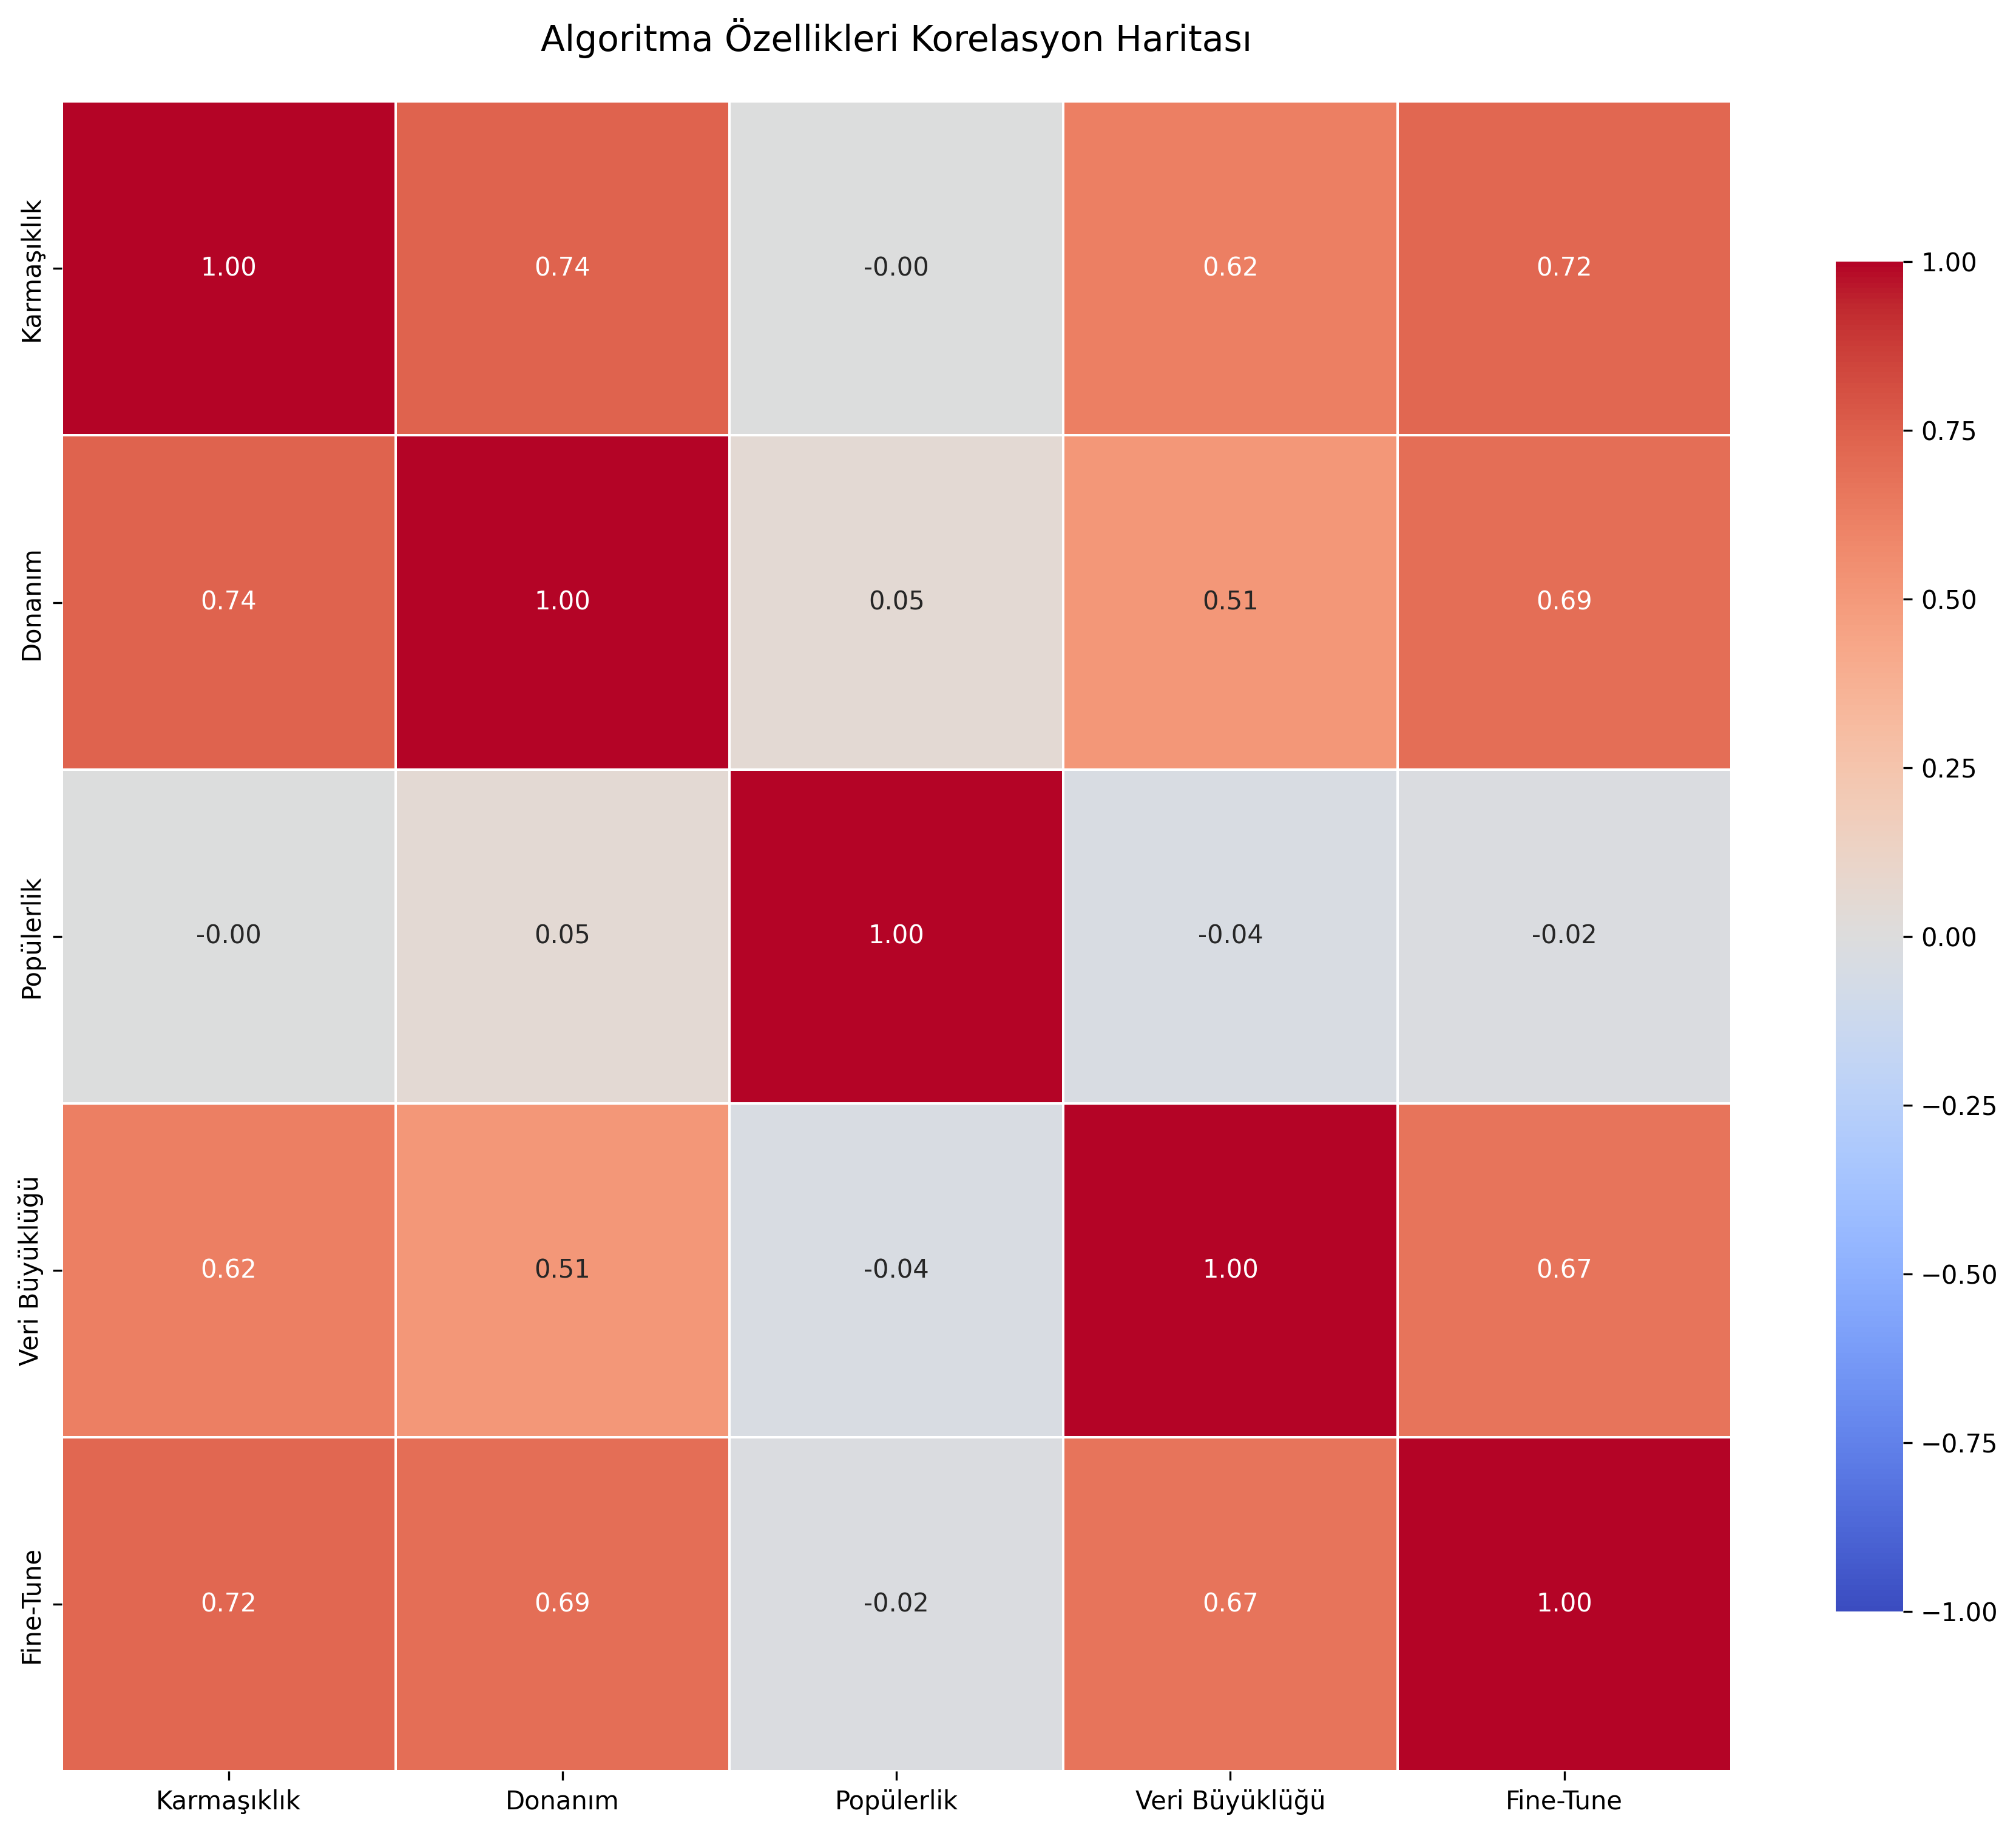 Algoritma Özellikleri Korelasyon Haritası
Karmaşıklık 1.00 0.74 -0.00 0.62 0.72
Donanım 0.74 1.00 0.05 0.51 0.69
Popülerlik -0.00 0.05 1.00 -0.04 -0.02
Veri Büyüklüğü 0.62 0.51 -0.04 1.00 0.67
Fine-Tune 0.72 0.69 -0.02 0.67 1.00
Karmaşıklık Donanım Popülerlik Veri Büyüklüğü Fine-Tune
1.00
0.75
0.50
0.25
0.00
−0.25
−0.50
−0.75
−1.00